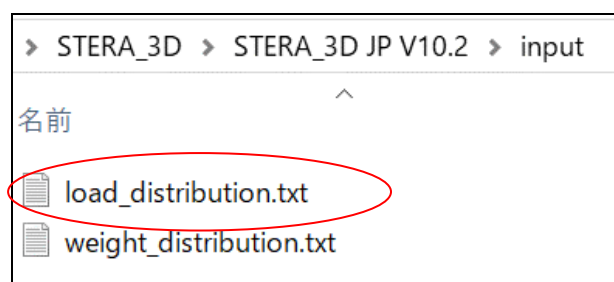 > STERA_3D > STERA_3D JP V10.2 > input
名前
load_distribution.txt
weight_distribution.txt